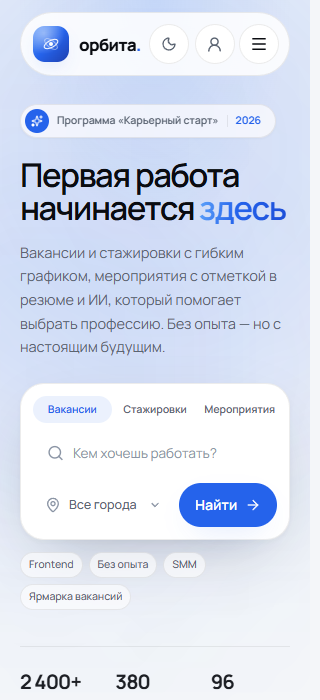 орбита.
Программа «Карьерный старт» 2026
Первая работа
начинается здесь
Вакансии и стажировки с гибким
графиком, мероприятия с отметкой в
резюме и ИИ, который помогает
выбрать профессию. Без опыта — но с
настоящим будущим.
Вакансии Стажировки Мероприятия
Кем хочешь работать?
Все города Найти
Frontend Без опыта SMM
Ярмарка вакансий
2 400+ 380 96